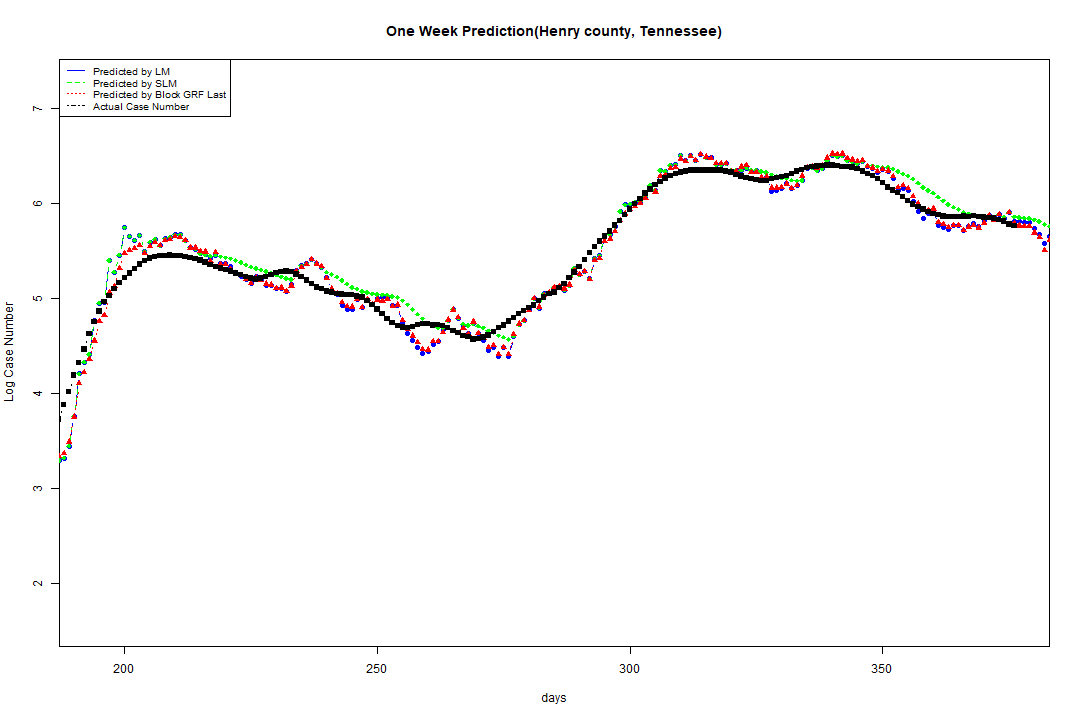 One Week Prediction(Henry county, Tennessee)
Predicted by LM
Predicted by SLM
Predicted by Block GRF Last
Actual Case Number
7
6
5
4
3
2
Log Case Number
200 250 300 350
days